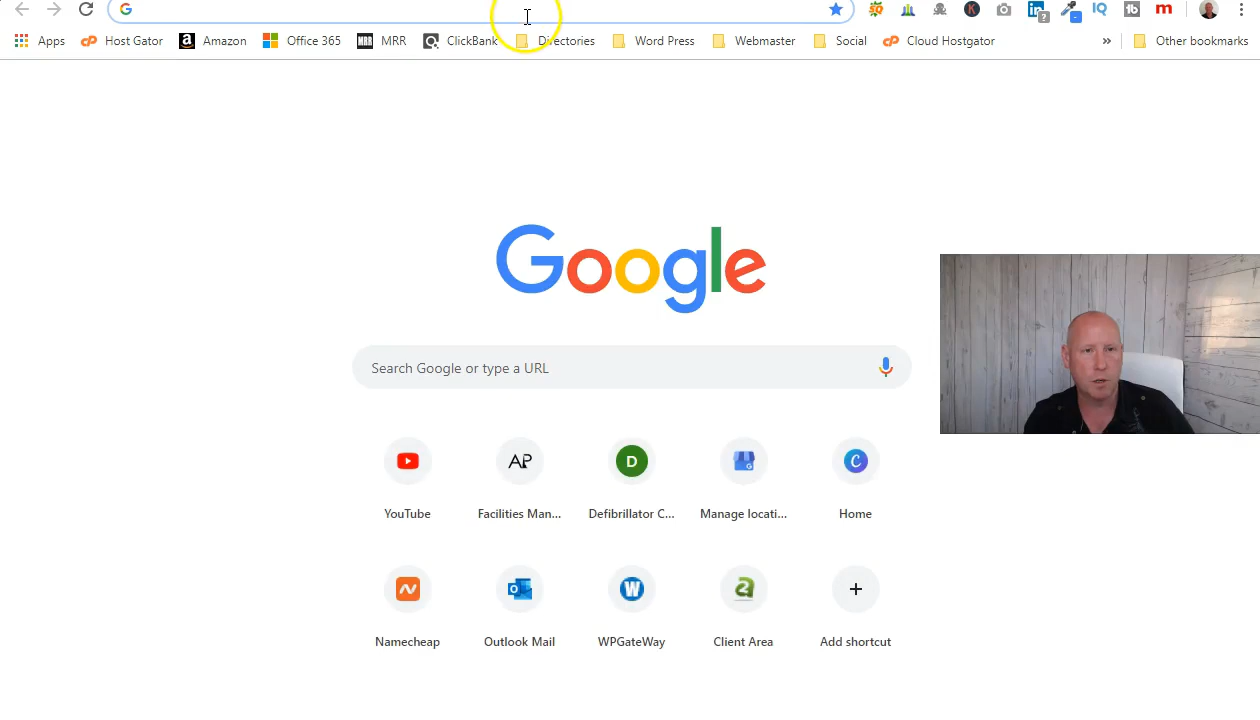 Apps Host Gator Amazon Office 365 MRR ClickBank Directories Word Press Webmaster Social Cloud Hostgator » Other bookmarks
Google
Search Google or type a URL
YouTube Facilities Man... Defibrillator C... Manage locati... Home
Namecheap Outlook Mail WPGateWay Client Area Add shortcut